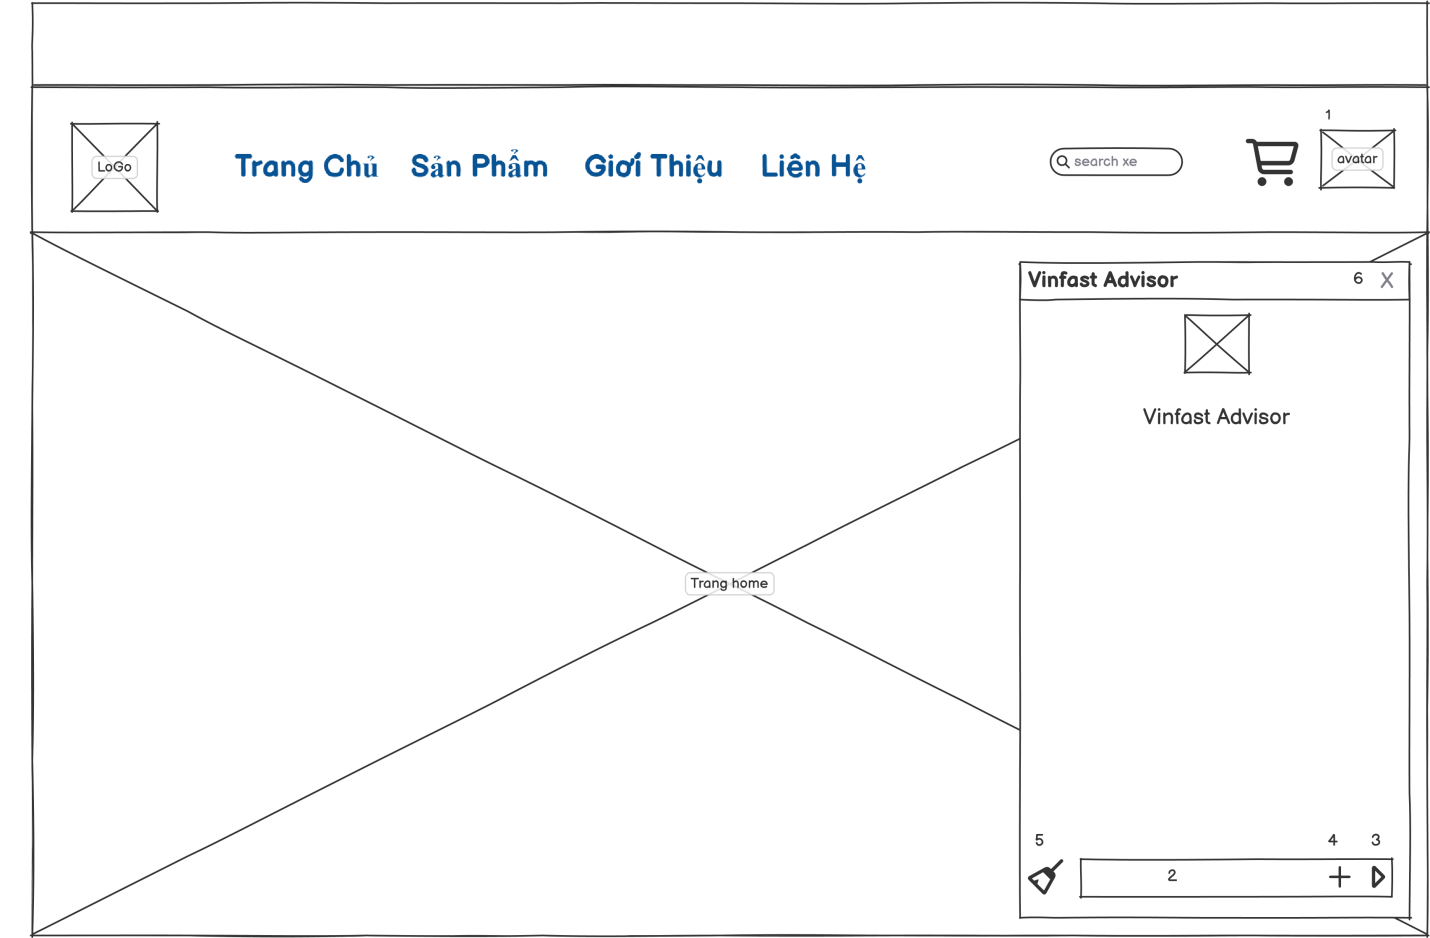 1
LoGo
Trang Chủ Sản Phẩm Giơí Thiệu Liên Hệ
search xe
avatar
Vinfast Advisor 6 X
Vinfast Advisor
Trang home
5 4 3
2